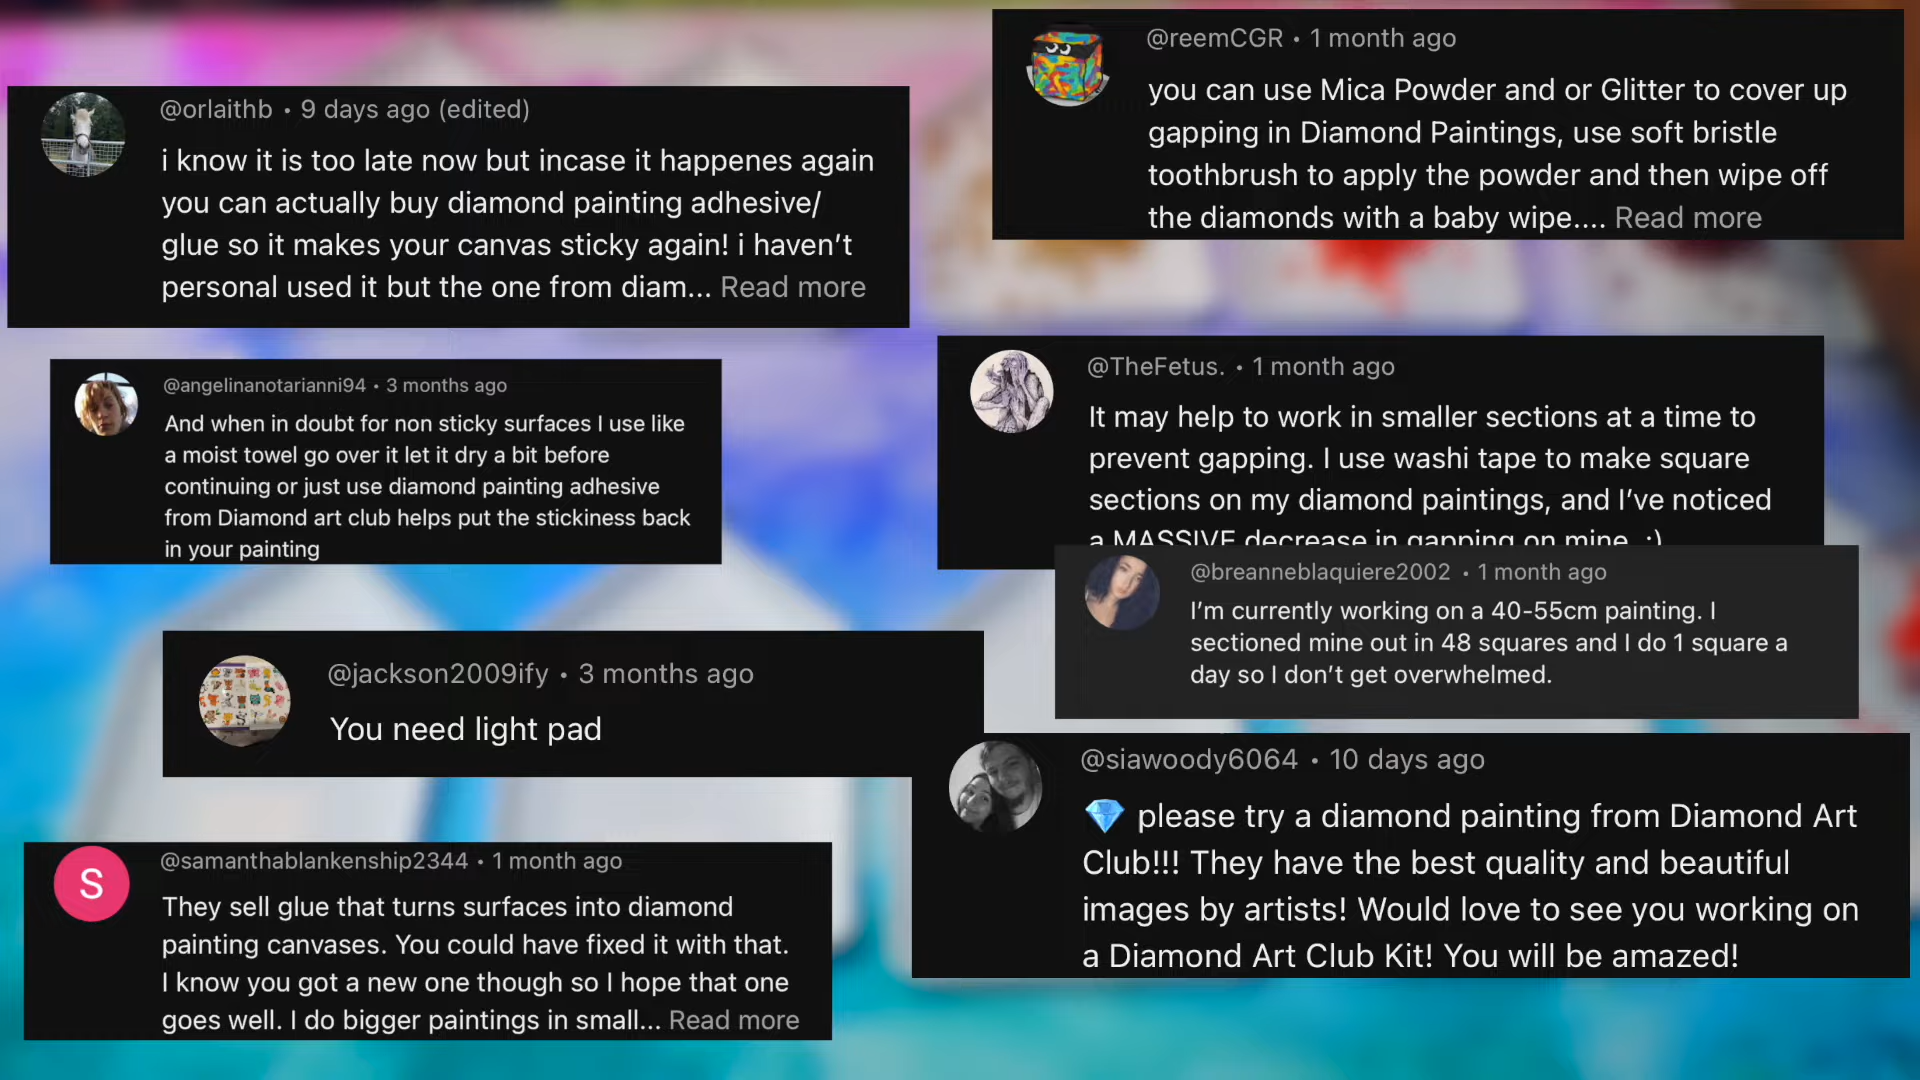 @orlaithb • 9 days ago (edited)
i know it is too late now but incase it happenes again
you can actually buy diamond painting adhesive/
glue so it makes your canvas sticky again! i haven’t
personal used it but the one from diam... Read more
@angelinanotarianni94 • 3 months ago
And when in doubt for non sticky surfaces I use like
a moist towel go over it let it dry a bit before
continuing or just use diamond painting adhesive
from Diamond art club helps put the stickiness back
in your painting
@jackson2009ify • 3 months ago
You need light pad
S
@samanthablankenship2344 • 1 month ago
They sell glue that turns surfaces into diamond
painting canvases. You could have fixed it with that.
I know you got a new one though so I hope that one
goes well. I do bigger paintings in small... Read more
@reemCGR • 1 month ago
you can use Mica Powder and or Glitter to cover up
gapping in Diamond Paintings, use soft bristle
toothbrush to apply the powder and then wipe off
the diamonds with a baby wipe.... Read more
@TheFetus. • 1 month ago
It may help to work in smaller sections at a time to
prevent gapping. I use washi tape to make square
sections on my diamond paintings, and I’ve noticed
a MASSIVE decrease in gapping on mine. :)
@breanneblaquiere2002 • 1 month ago
I’m currently working on a 40-55cm painting. I
sectioned mine out in 48 squares and I do 1 square a
day so I don’t get overwhelmed.
@siawoody6064 • 10 days ago
💎 please try a diamond painting from Diamond Art
Club!!! They have the best quality and beautiful
images by artists! Would love to see you working on
a Diamond Art Club Kit! You will be amazed!